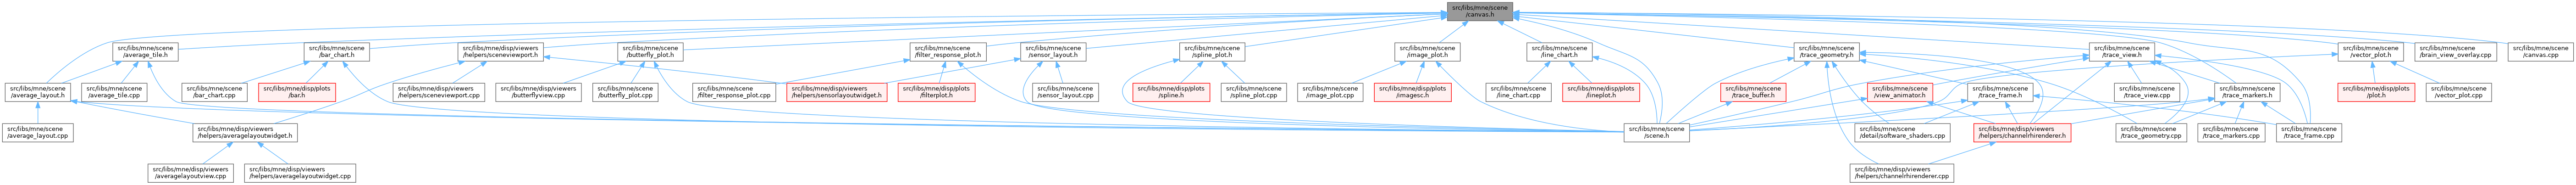 src/libs/mne/scene
/canvas.h
src/libs/mne/scene
/average_tile.h
src/libs/mne/scene
/bar_chart.h
src/libs/mne/disp/viewers
/helpers/sceneviewport.h
src/libs/mne/scene
/butterfly_plot.h
src/libs/mne/scene
/filter_response_plot.h
src/libs/mne/scene
/sensor_layout.h
src/libs/mne/scene
/spline_plot.h
src/libs/mne/scene
/image_plot.h
src/libs/mne/scene
/line_chart.h
src/libs/mne/scene
/trace_geometry.h
src/libs/mne/scene
/trace_view.h
src/libs/mne/scene
/vector_plot.h
src/libs/mne/scene
/brain_view_overlay.cpp
src/libs/mne/scene
/canvas.cpp
src/libs/mne/scene
/average_layout.h
src/libs/mne/scene
/average_tile.cpp
src/libs/mne/scene
/bar_chart.cpp
src/libs/mne/disp/plots
/bar.h
src/libs/mne/disp/viewers
/helpers/sceneviewport.cpp
src/libs/mne/disp/viewers
/butterflyview.cpp
src/libs/mne/scene
/butterfly_plot.cpp
src/libs/mne/scene
/filter_response_plot.cpp
src/libs/mne/disp/viewers
/helpers/sensorlayoutwidget.h
src/libs/mne/disp/plots
/filterplot.h
src/libs/mne/scene
/sensor_layout.cpp
src/libs/mne/disp/plots
/spline.h
src/libs/mne/scene
/spline_plot.cpp
src/libs/mne/scene
/image_plot.cpp
src/libs/mne/disp/plots
/imagesc.h
src/libs/mne/scene
/line_chart.cpp
src/libs/mne/disp/plots
/lineplot.h
src/libs/mne/scene
/trace_buffer.h
src/libs/mne/scene
/view_animator.h
src/libs/mne/scene
/trace_frame.h
src/libs/mne/scene
/trace_view.cpp
src/libs/mne/scene
/trace_markers.h
src/libs/mne/disp/plots
/plot.h
src/libs/mne/scene
/vector_plot.cpp
src/libs/mne/scene
/average_layout.cpp
src/libs/mne/disp/viewers
/helpers/averagelayoutwidget.h
src/libs/mne/scene
/scene.h
src/libs/mne/scene
/detail/software_shaders.cpp
src/libs/mne/disp/viewers
/helpers/channelrhirenderer.h
src/libs/mne/scene
/trace_geometry.cpp
src/libs/mne/scene
/trace_markers.cpp
src/libs/mne/scene
/trace_frame.cpp
src/libs/mne/disp/viewers
/averagelayoutview.cpp
src/libs/mne/disp/viewers
/helpers/averagelayoutwidget.cpp
src/libs/mne/disp/viewers
/helpers/channelrhirenderer.cpp